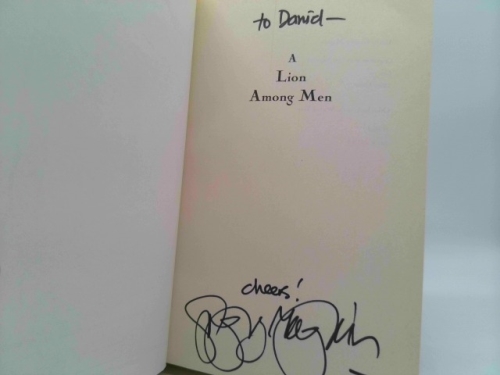 to David—
A
Lion
Among Men
cheers!